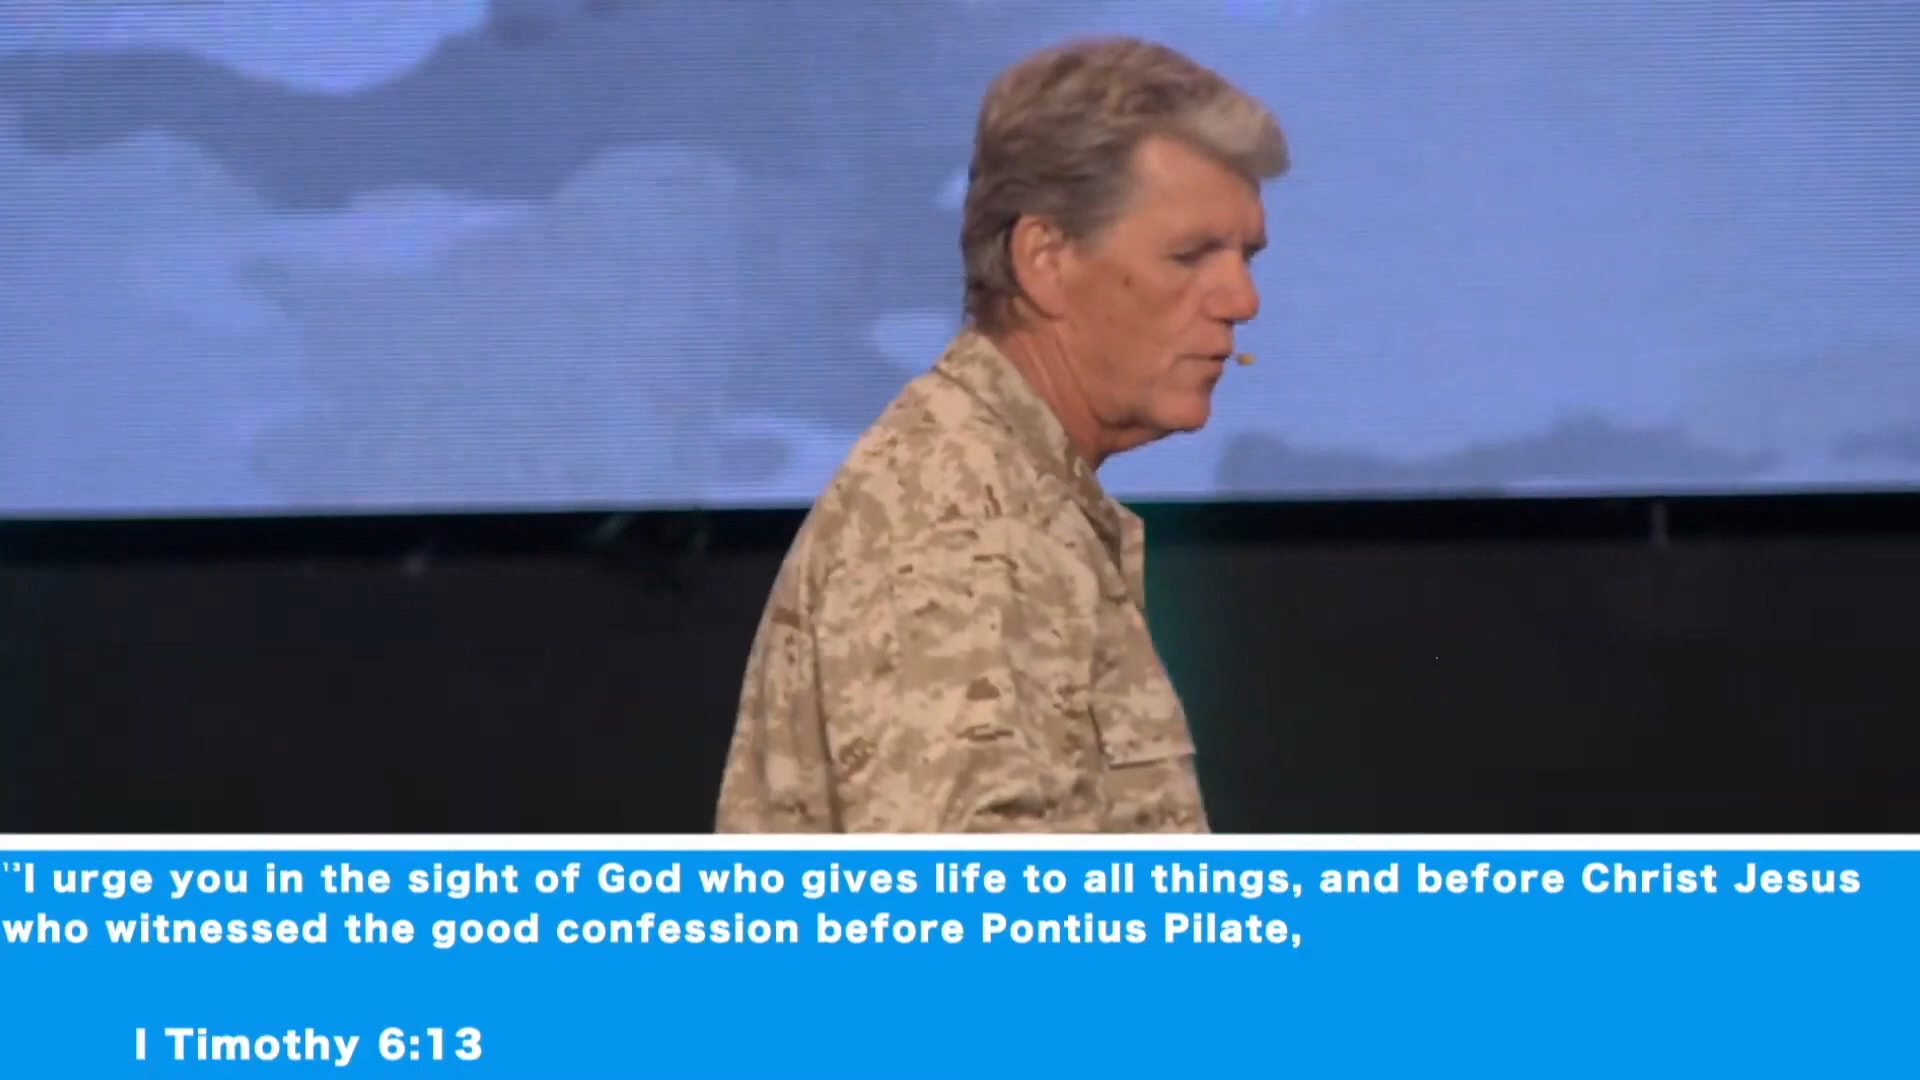 ¹³I urge you in the sight of God who gives life to all things, and before Christ Jesus
who witnessed the good confession before Pontius Pilate,
I Timothy 6:13